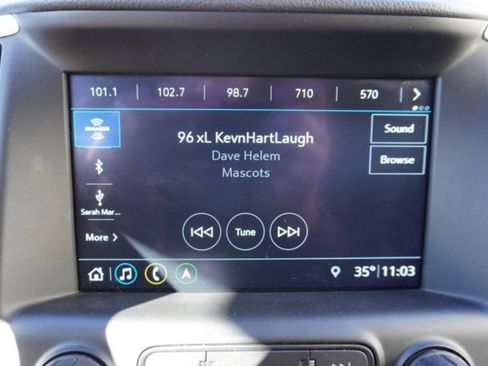 101.1 102.7 98.7 710 570
SiriusXM
96 xL KevnHartLaugh
Dave Helem
Mascots
Sound
Browse
Sarah Mar...
More
Tune
35° 11:03